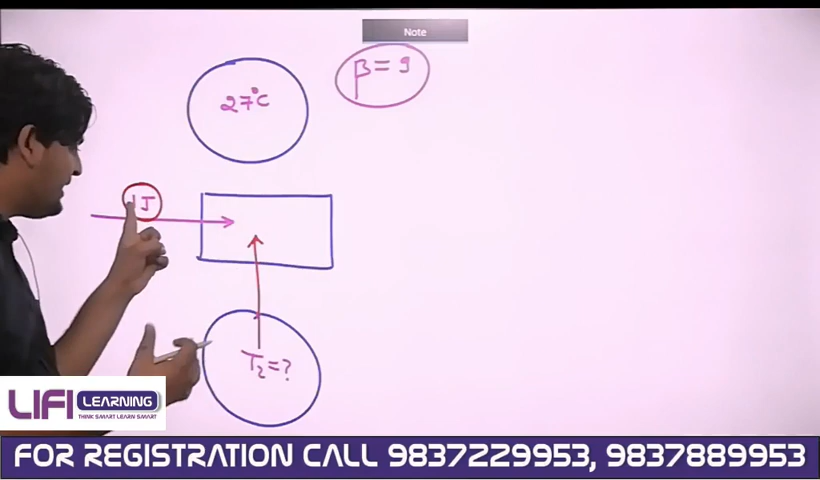 Note
27°C
β = 9
1J
T₂=?
LIFI LEARNING
THINK SMART LEARN SMART
FOR REGISTRATION CALL 9837229953, 9837889953